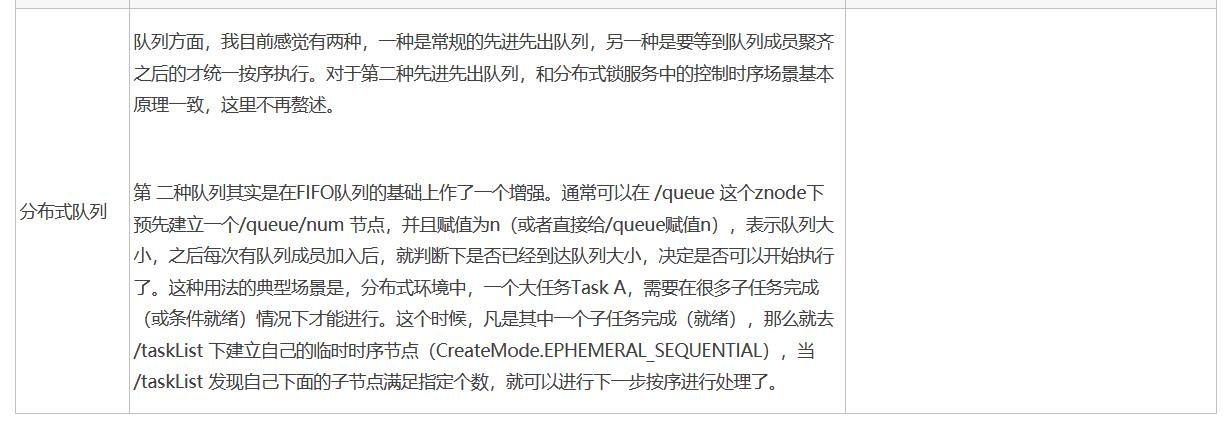 队列方面，我目前感觉有两种，一种是常规的先进先出队列，另一种是要等到队列成员聚齐
之后的才统一按序执行。对于第二种先进先出队列，和分布式锁服务中的控制时序场景基本
原理一致，这里不再赘述。
分布式队列
第 二种队列其实是在FIFO队列的基础上作了一个增强。通常可以在 /queue 这个znode下
预先建立一个/queue/num 节点，并且赋值为n（或者直接给/queue赋值n），表示队列大
小，之后每次有队列成员加入后，就判断下是否已经到达队列大小，决定是否可以开始执行
了。这种用法的典型场景是，分布式环境中，一个大任务Task A，需要在很多子任务完成
（或条件就绪）情况下才能进行。这个时候，凡是其中一个子任务完成（就绪），那么就去
/taskList 下建立自己的临时时序节点（CreateMode.EPHEMERAL_SEQUENTIAL），当
/taskList 发现自己下面的子节点满足指定个数，就可以进行下一步按序进行处理了。